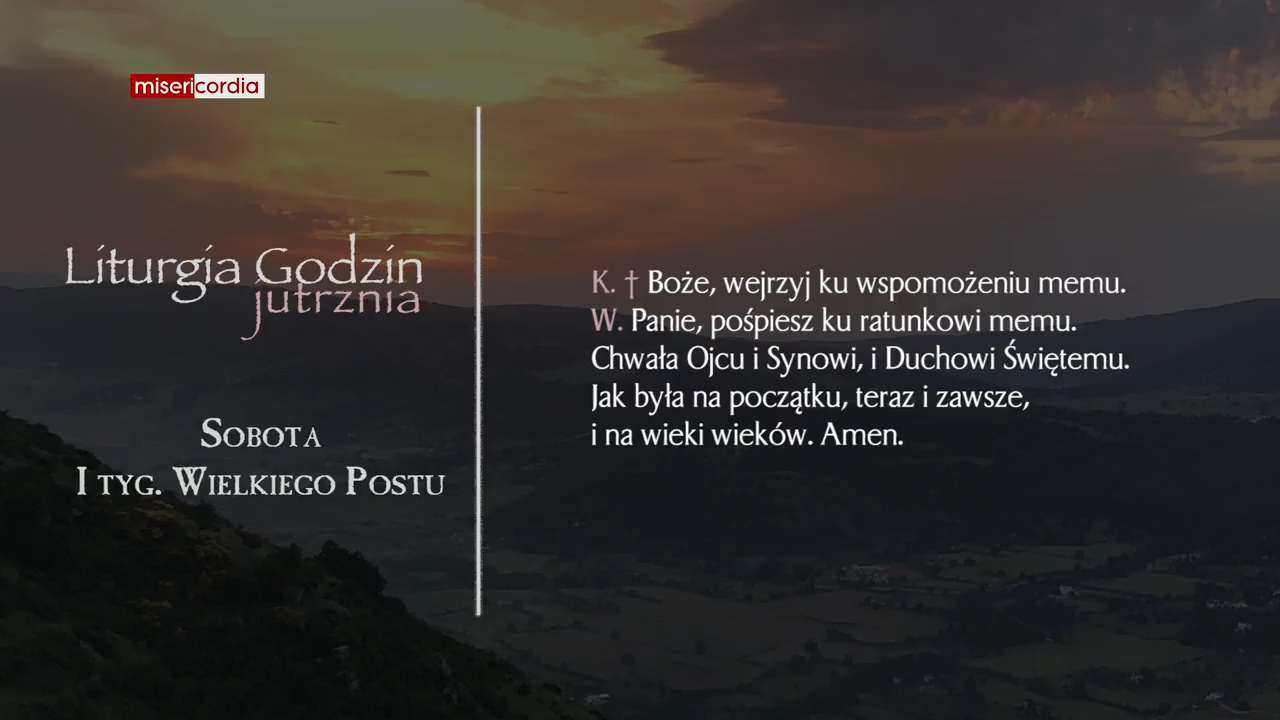 misericordia
Liturgia Godzin
jutrznia
Sobota
I tyg. Wielkiego Postu
K. † Boże, wejrzyj ku wspomożeniu memu.
W. Panie, pośpiesz ku ratunkowi memu.
Chwała Ojcu i Synowi, i Duchowi Świętemu.
Jak była na początku, teraz i zawsze,
i na wieki wieków. Amen.